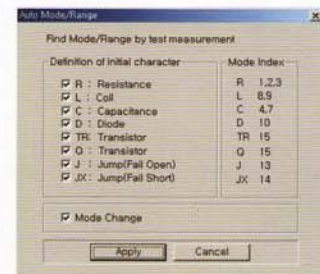 Auto Mode/Range
Find Mode/Range by test measurement
Definition of initial character
R : Resistance
L : Coil
C : Capacitance
D : Diode
TR: Transistor
Q : Transistor
J : Jump(Fail Open)
JX : Jump(Fail Short)
Mode Index
R 1,2,3
L 8,9
C 4,7
D 10
TR 15
Q 15
J 13
JX 14
Mode Change
Apply
Cancel